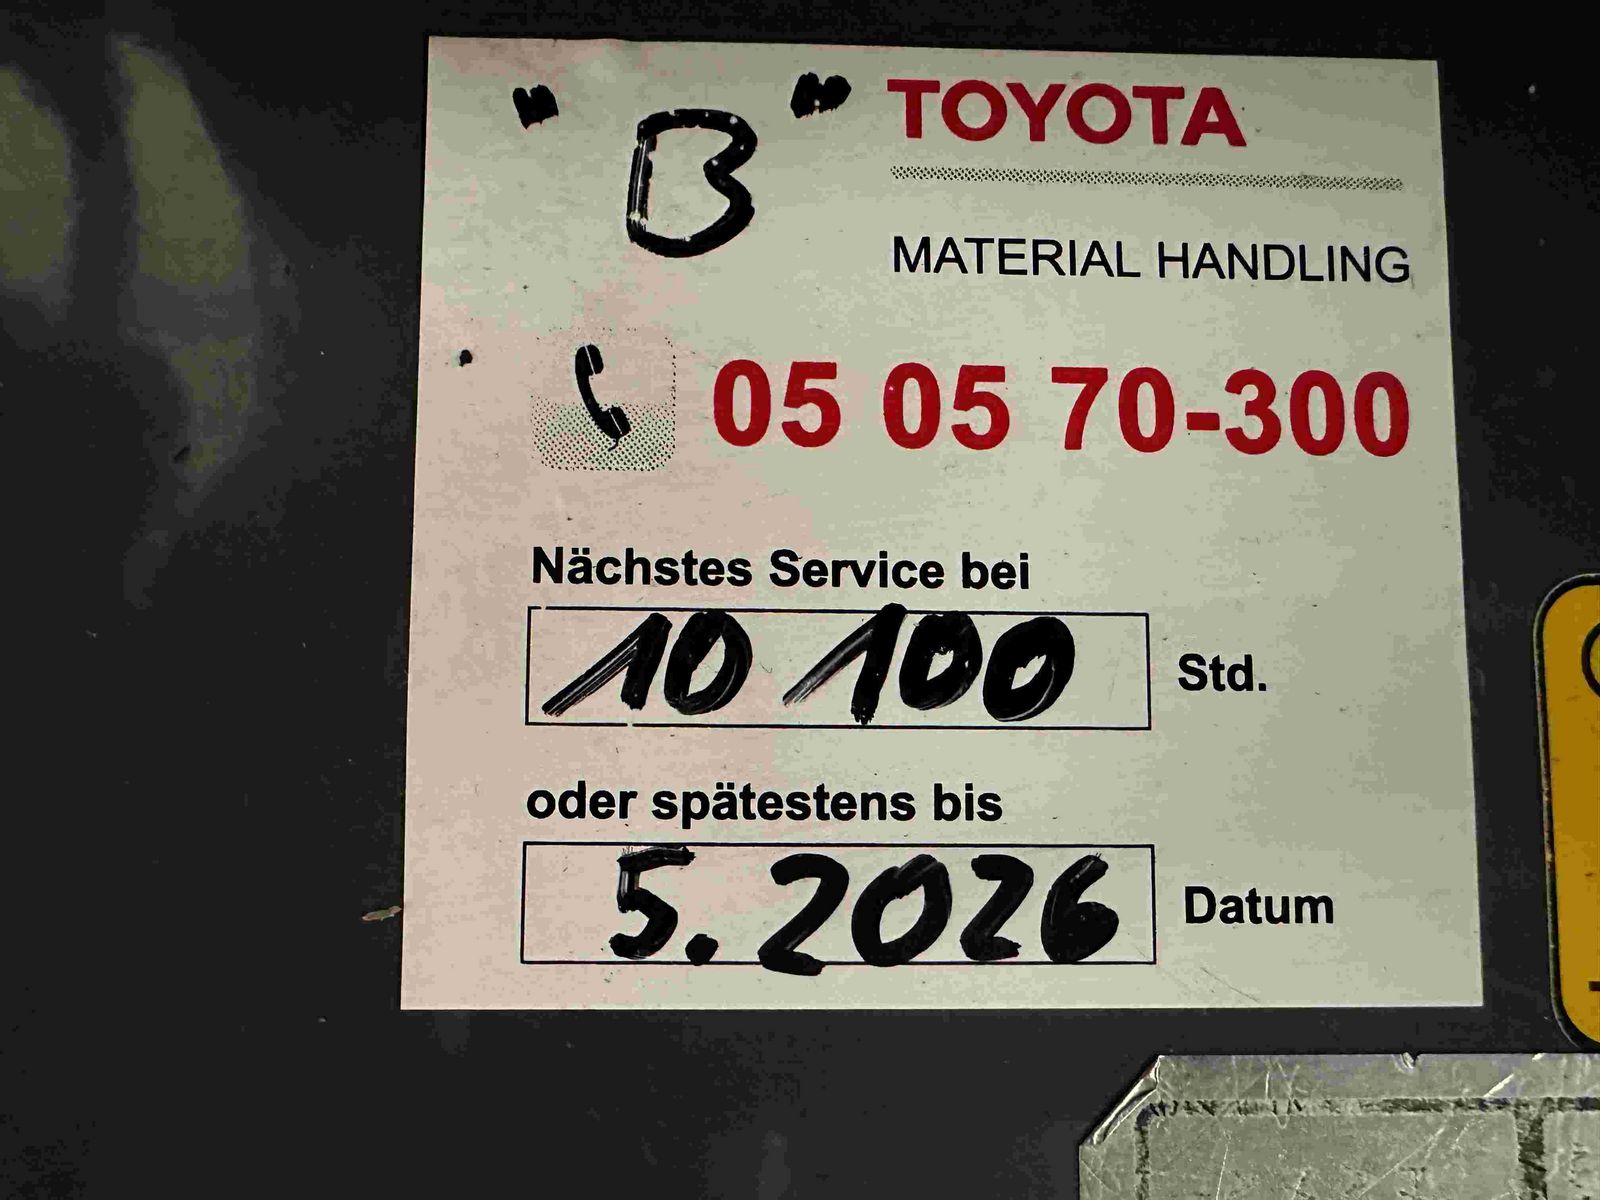 "B"
TOYOTA
MATERIAL HANDLING
05 05 70-300
Nächstes Service bei
10 100 Std.
oder spätestens bis
5.2026 Datum